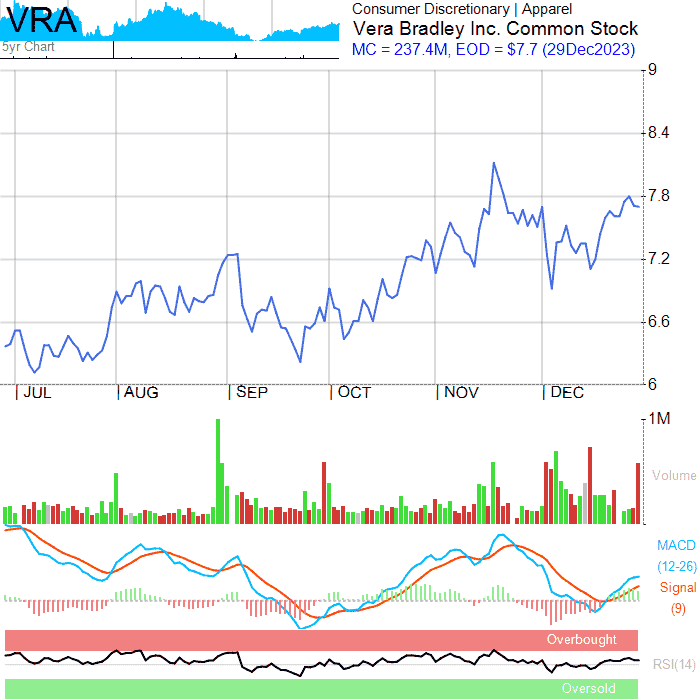 VRA
5yr Chart
Consumer Discretionary | Apparel
Vera Bradley Inc. Common Stock
MC = 237.4M, EOD = $7.7 (29Dec2023)
9
8.4
7.8
7.2
6.6
6
| JUL | AUG | SEP | OCT | NOV | DEC
1M
Volume
MACD
(12-26)
Signal
(9)
Overbought
RSI(14)
Oversold